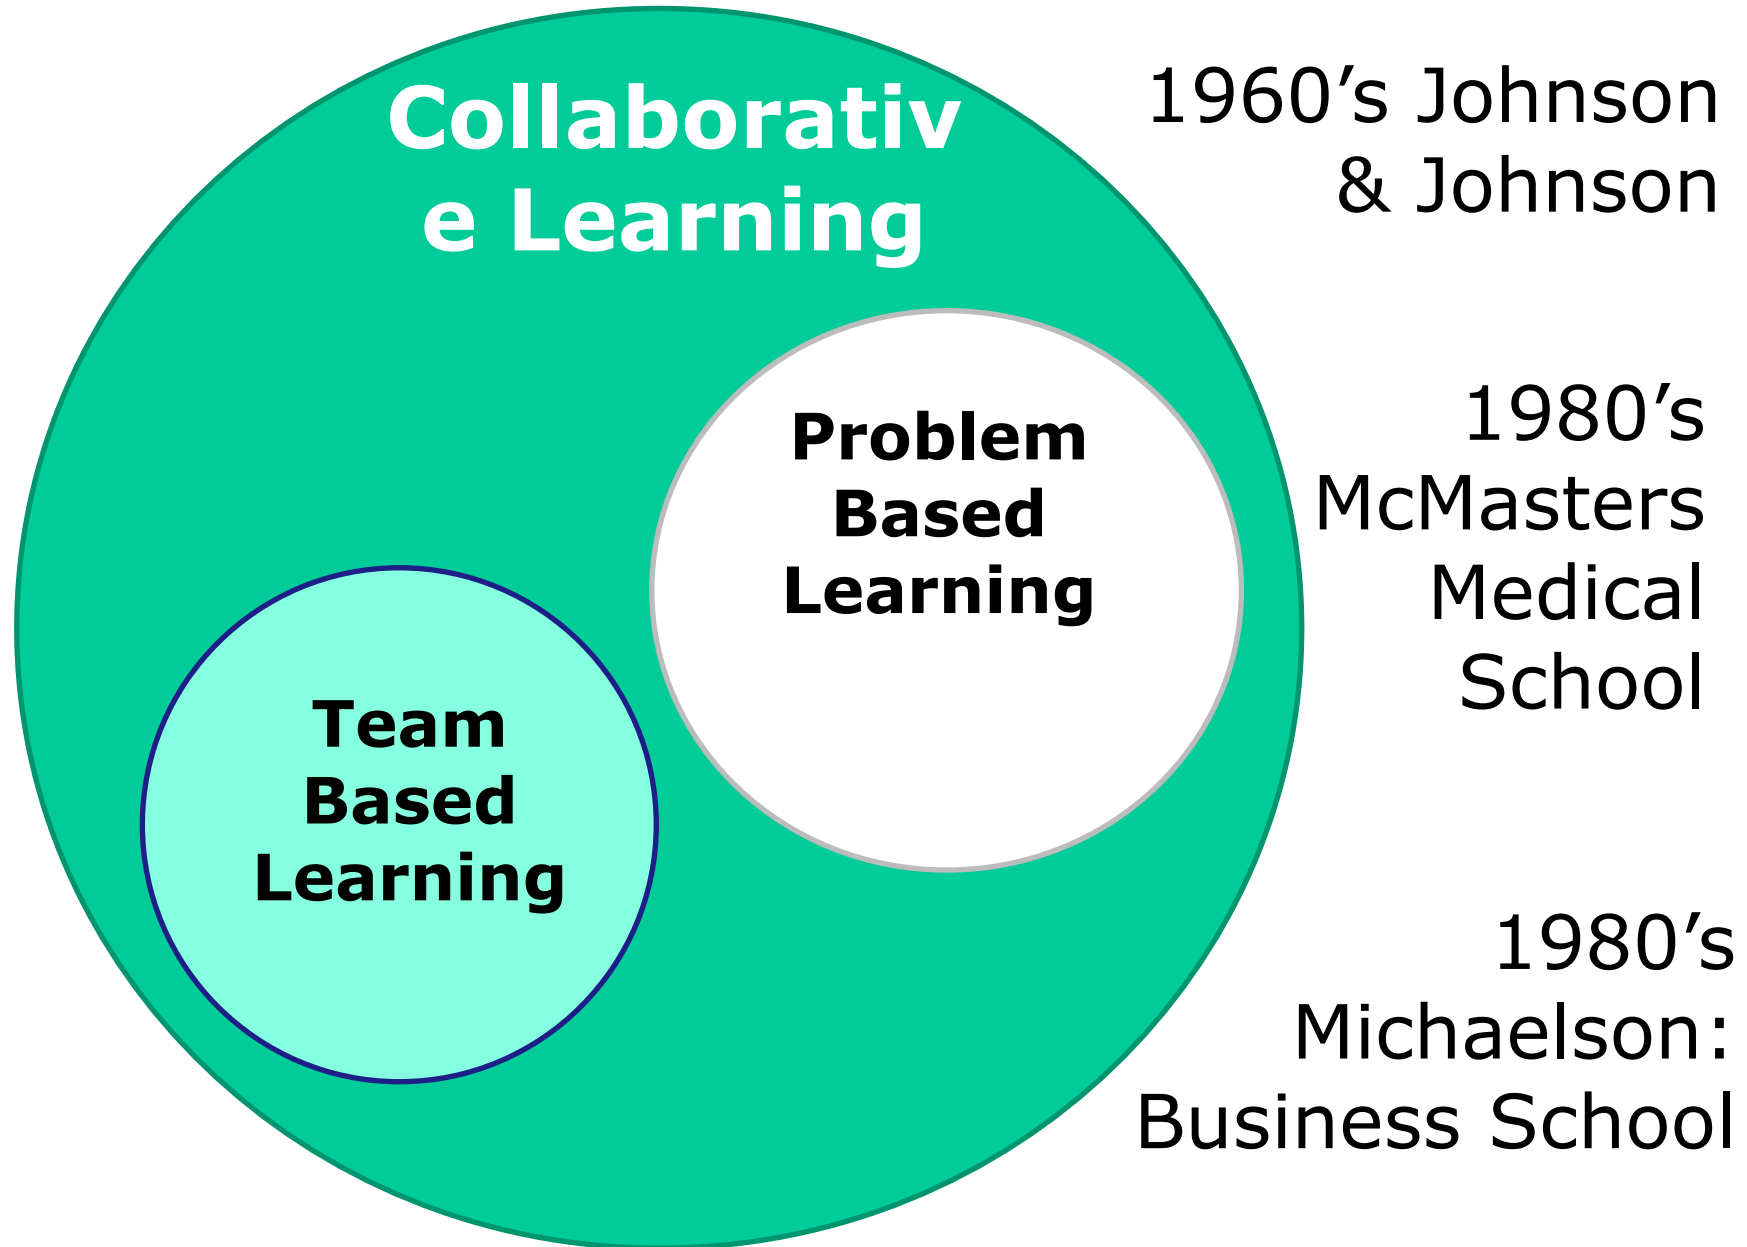 Collaborativ
e Learning
1960’s Johnson
& Johnson
Problem
Based
Learning
1980’s
McMasters
Medical
School
Team
Based
Learning
1980’s
Michaelson:
Business School